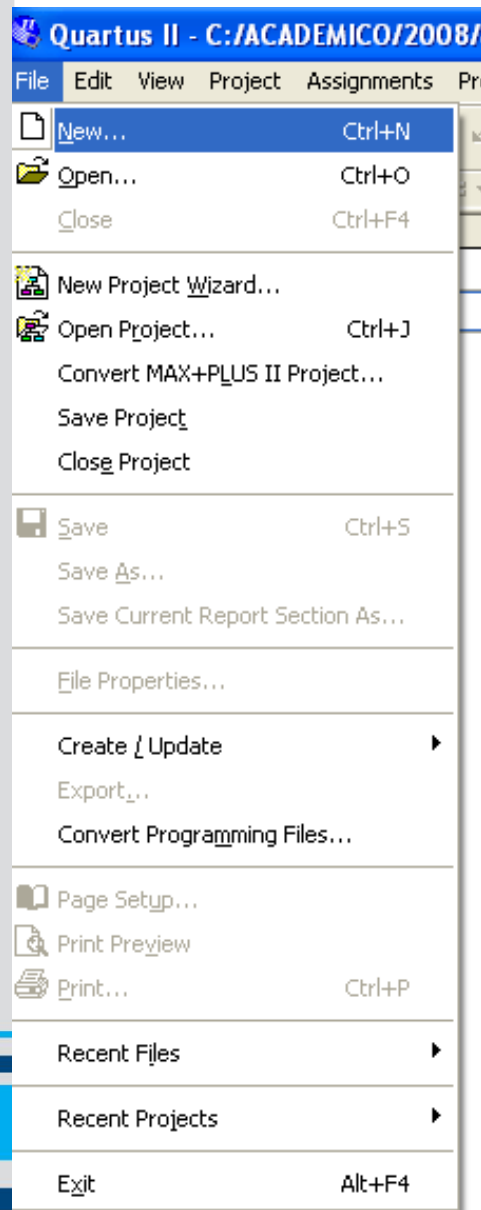 Quartus II - C:/ACADEMICO/2008/
File Edit View Project Assignments
New... Ctrl+N
Open... Ctrl+O
Close Ctrl+F4
New Project Wizard...
Open Project... Ctrl+J
Convert MAX+PLUS II Project...
Save Project
Close Project
Save Ctrl+S
Save As...
Save Current Report Section As...
File Properties...
Create / Update
Export...
Convert Programming Files...
Page Setup...
Print Preview
Print... Ctrl+P
Recent Files
Recent Projects
Exit Alt+F4